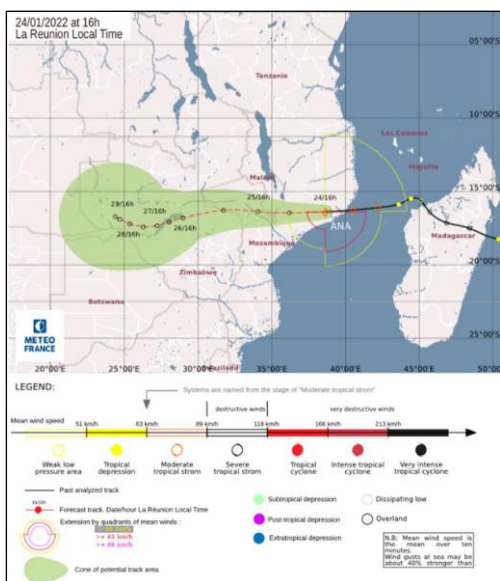 24/01/2022 at 16h
La Reunion Local Time
05°00'S
Tanzanie
10°00'S
Les Comores
Mayotte
Malawi
15°00'S
29/16h
27/16h
25/16h
24/16h
28/16h
26/16h
ANA
Mozambique
Madagascar
20°00'S
Zimbabwe
Botswana
25°00'S
METEO
FRANCE
20°00'E
25°00'E
30°00'E
35°00'E
40°00'E
45°00'E
50°00'E
LEGEND:
Systems are named from the stage of "Moderate tropical strom"
destructive winds
very destructive winds
Mean wind speed
51 km/h
63 km/h
89 km/h
118 km/h
166 km/h
213 km/h
Weak low
pressure area
Tropical
depression
Moderate
tropical strom
Severe
tropical strom
Tropical
cyclone
Intense tropical
cyclone
Very intense
tropical cyclone
Past analyzed track
Forecast track. Date/hour La Réunion Local Time
Extension by quadrants of mean winds :
Cone of potential track area
Subtropical depression
Post-tropical depression
Extratropical depression
Dissipating low
Overland
N.B: Mean wind speed is
the mean over ten
minutes.
Wind gusts at sea may be
about 40% stronger than